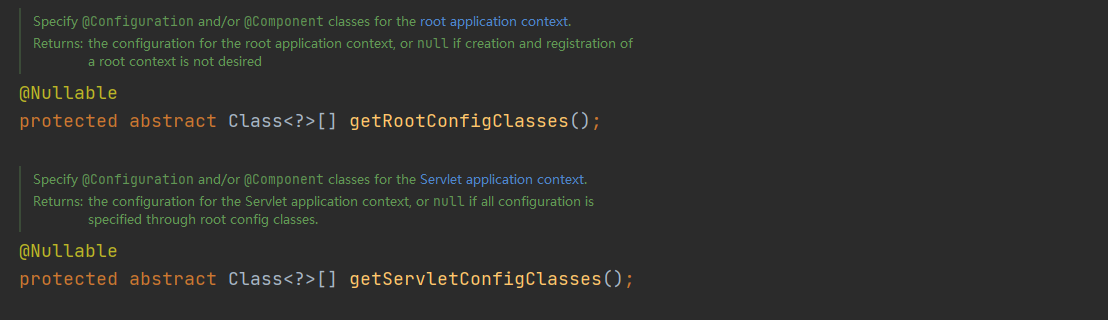 Specify @Configuration and/or @Component classes for the root application context.
Returns: the configuration for the root application context, or null if creation and registration of
a root context is not desired
@Nullable
protected abstract Class<?>[] getRootConfigClasses();
Specify @Configuration and/or @Component classes for the Servlet application context.
Returns: the configuration for the Servlet application context, or null if all configuration is
specified through root config classes.
@Nullable
protected abstract Class<?>[] getServletConfigClasses();